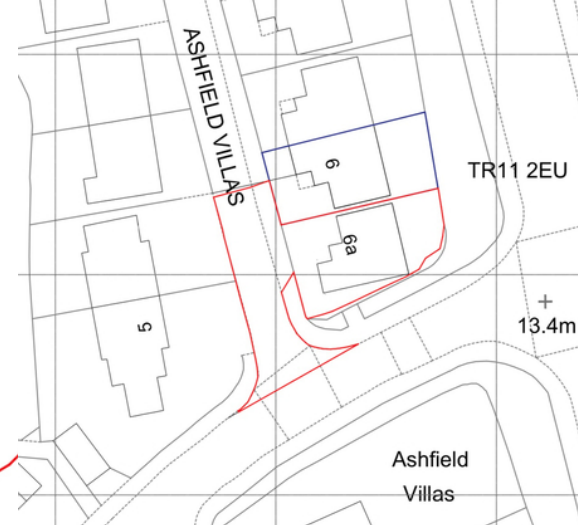 ASHFIELD VILLAS
6
TR11 2EU
6a
5
13.4m
Ashfield
Villas